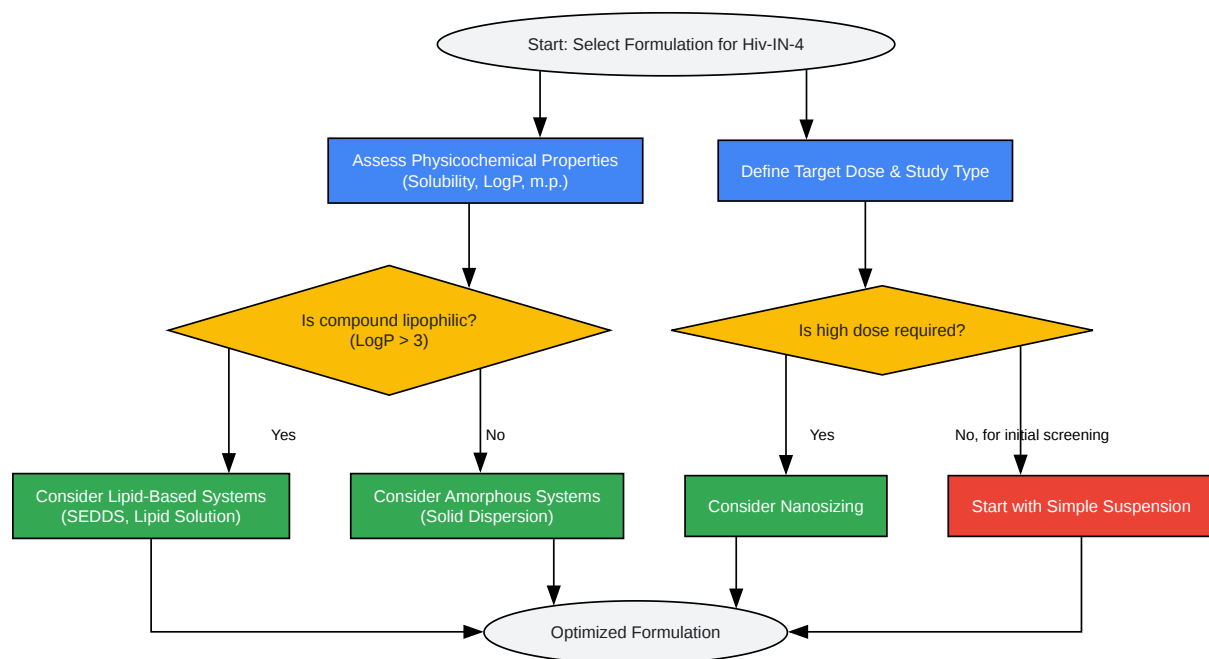 Start: Select Formulation for Hiv-IN-4
Assess Physicochemical Properties
(Solubility, LogP, m.p.)
Define Target Dose & Study Type
Is compound lipophilic?
(LogP > 3)
Is high dose required?
Yes
No
Yes
No, for initial screening
Consider Lipid-Based Systems
(SEDDS, Lipid Solution)
Consider Amorphous Systems
(Solid Dispersion)
Consider Nanosizing
Start with Simple Suspension
Optimized Formulation